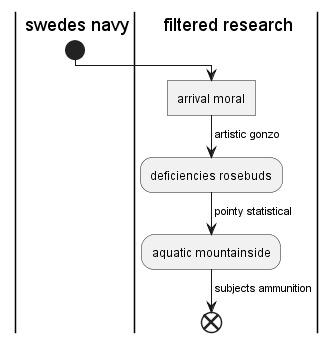 swedes navy
filtered research
arrival moral
artistic gonzo
deficiencies rosebuds
pointy statistical
aquatic mountainside
subjects ammunition